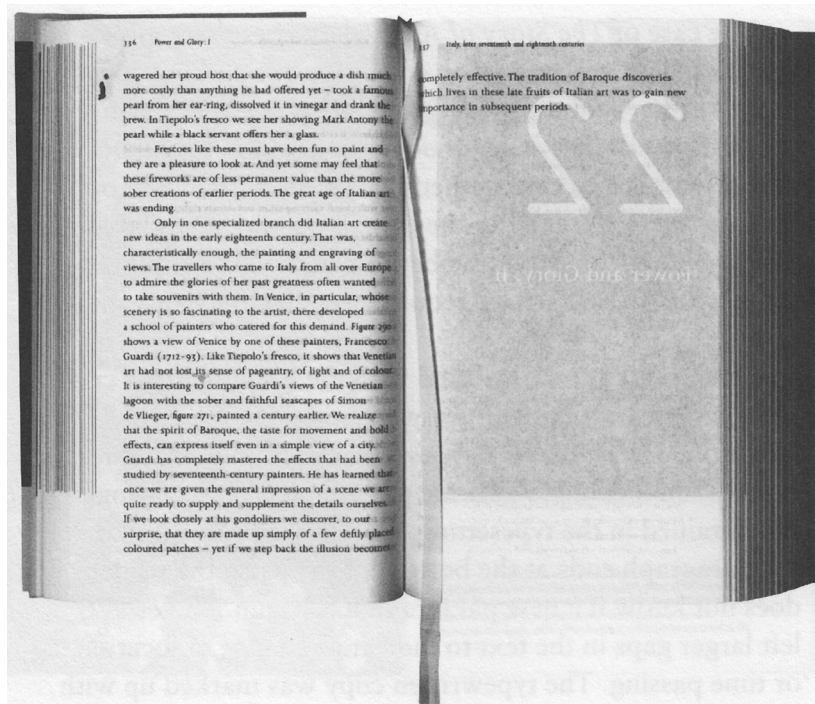 336 Power and Glory: I
wagered her proud host that she would produce a dish much
more costly than anything he had offered yet – took a famous
pearl from her ear-ring, dissolved it in vinegar and drank the
brew. In Tiepolo's fresco we see her showing Mark Antony the
pearl while a black servant offers her a glass.
Frescoes like these must have been fun to paint and
they are a pleasure to look at. And yet some may feel that
these fireworks are of less permanent value than the more
sober creations of earlier periods. The great age of Italian art
was ending.
Only in one specialized branch did Italian art create
new ideas in the early eighteenth century. That was,
characteristically enough, the painting and engraving of
views. The travellers who came to Italy from all over Europe
to admire the glories of her past greatness often wanted
to take souvenirs with them. In Venice, in particular, whose
scenery is so fascinating to the artist, there developed
a school of painters who catered for this demand. Figure 290
shows a view of Venice by one of these painters, Francesco
Guardi (1712–93). Like Tiepolo's fresco, it shows that Venetian
art had not lost its sense of pageantry, of light and of colour.
It is interesting to compare Guardi's views of the Venetian
lagoon with the sober and faithful seascapes of Simon
de Vlieger, figure 271, painted a century earlier. We realize
that the spirit of Baroque, the taste for movement and bold
effects, can express itself even in a simple view of a city.
Guardi has completely mastered the effects that had been
studied by seventeenth-century painters. He has learned that
once we are given the general impression of a scene we are
quite ready to supply and supplement the details ourselves.
If we look closely at his gondoliers we discover, to our
surprise, that they are made up simply of a few deftly placed
coloured patches – yet if we step back the illusion becomes
337 Italy, later seventeenth and eighteenth centuries
completely effective. The tradition of Baroque discoveries
which lives in these late fruits of Italian art was to gain new
importance in subsequent periods.
22
Power and Glory: II